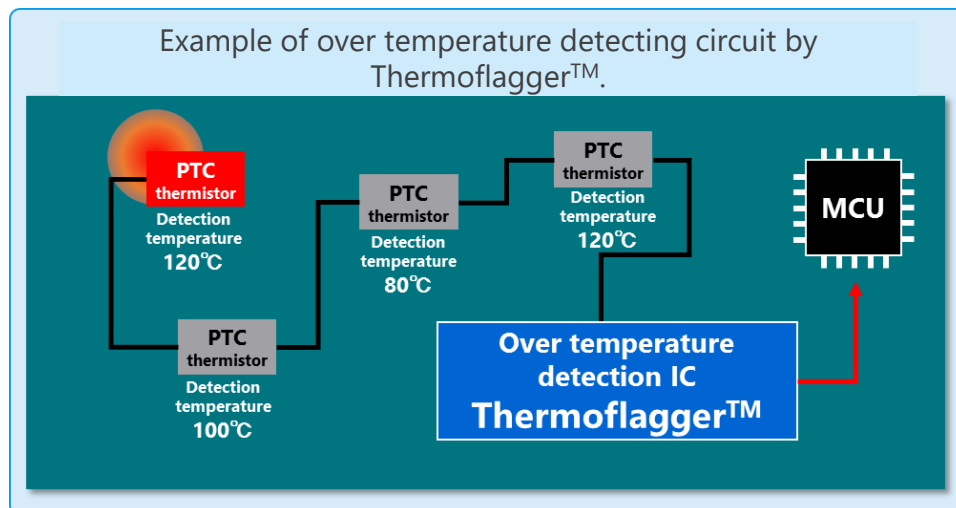 Example of over temperature detecting circuit by
Thermoflagger™.
PTC
thermistor
Detection
temperature
120℃
PTC
thermistor
Detection
temperature
80℃
PTC
thermistor
Detection
temperature
120℃
MCU
PTC
thermistor
Detection
temperature
100℃
Over temperature
detection IC
Thermoflagger™